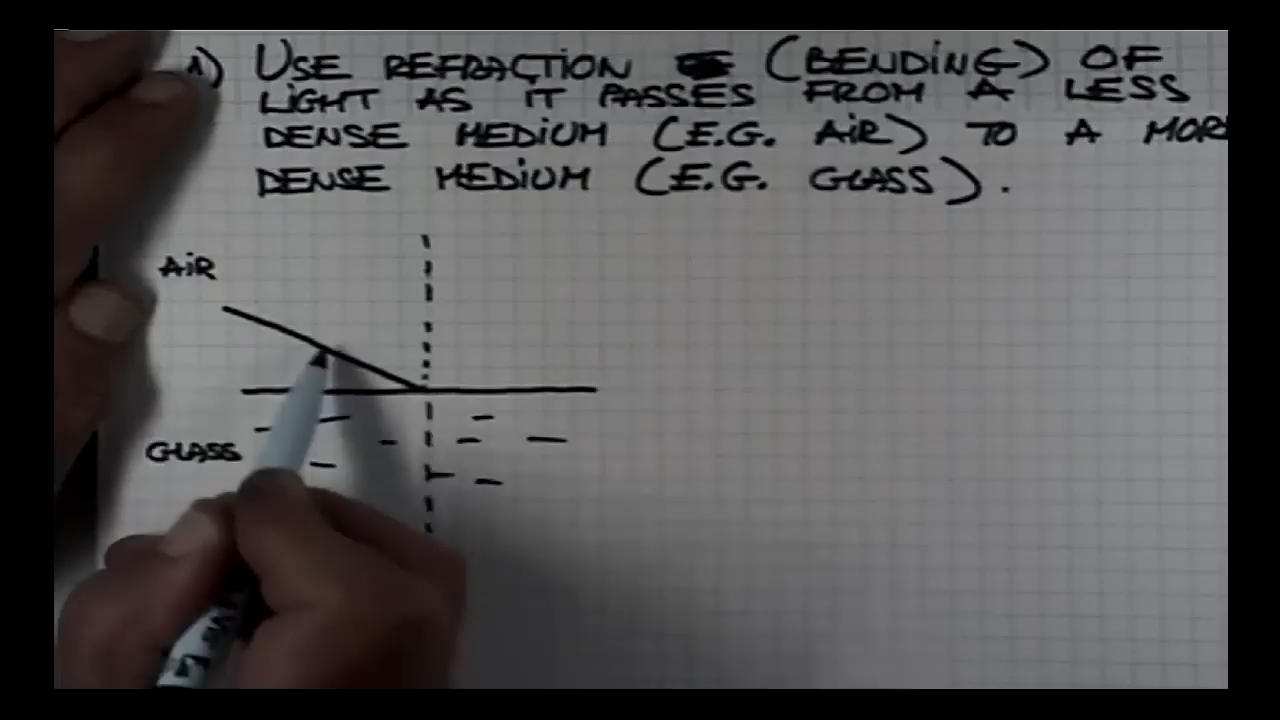 1) USE REFRACTION (BENDING) OF
LIGHT AS IT PASSES FROM A LESS
DENSE MEDIUM (E.G. AIR) TO A MORE
DENSE MEDIUM (E.G. GLASS).
AIR
GLASS